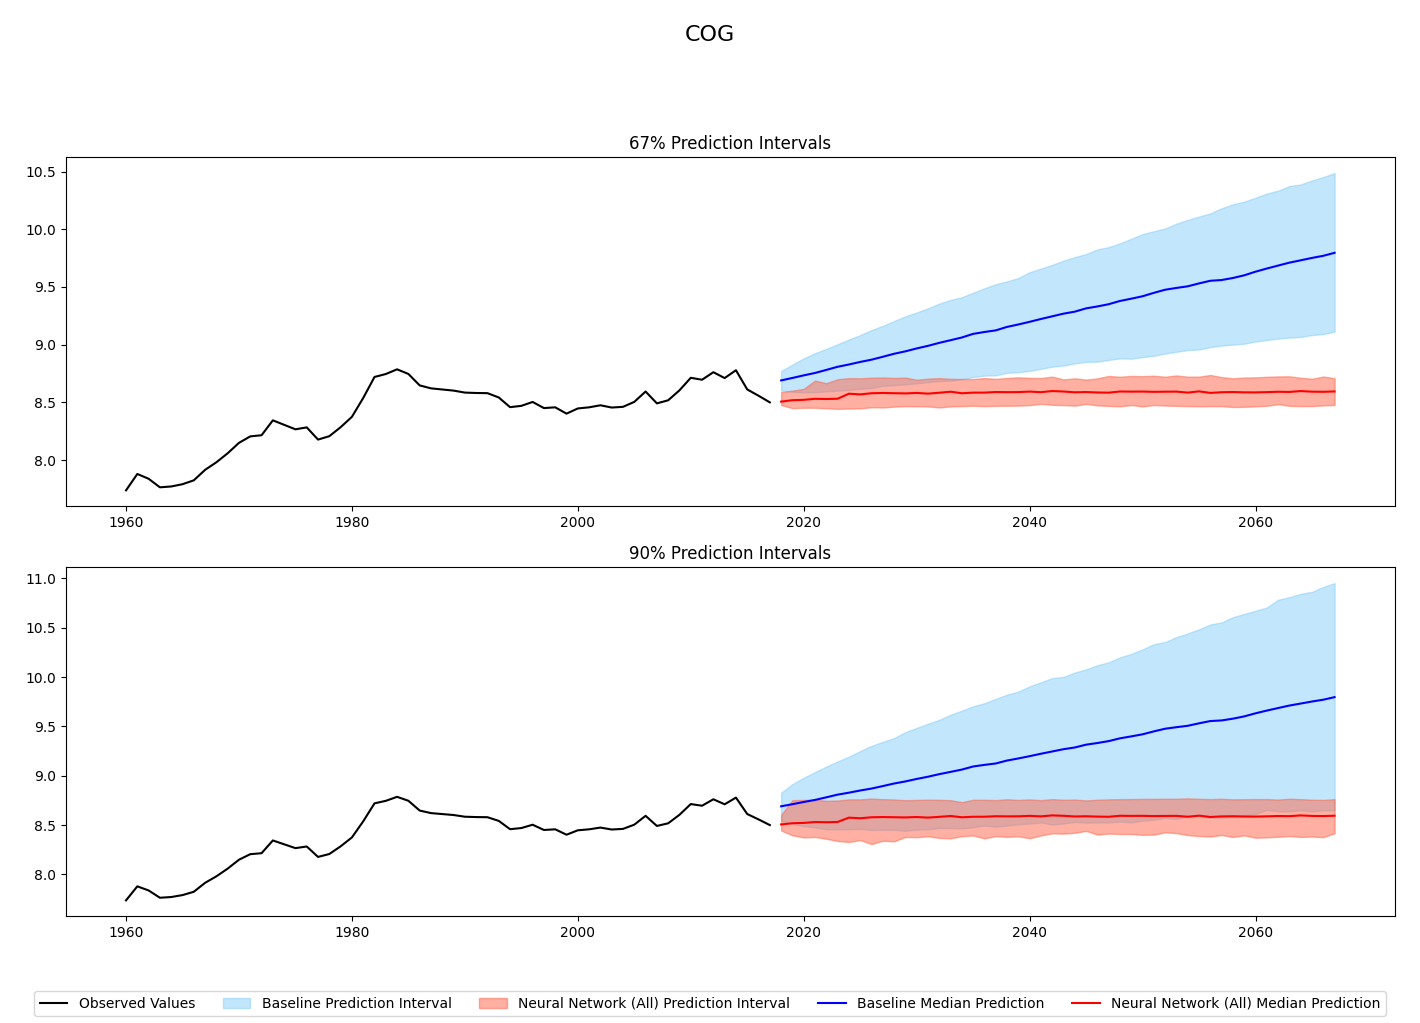 COG
67% Prediction Intervals
10.5
10.0
9.5
9.0
8.5
8.0
1960 1980 2000 2020 2040 2060
90% Prediction Intervals
11.0
10.5
10.0
9.5
9.0
8.5
8.0
1960 1980 2000 2020 2040 2060
Observed Values Baseline Prediction Interval Neural Network (All) Prediction Interval Baseline Median Prediction Neural Network (All) Median Prediction